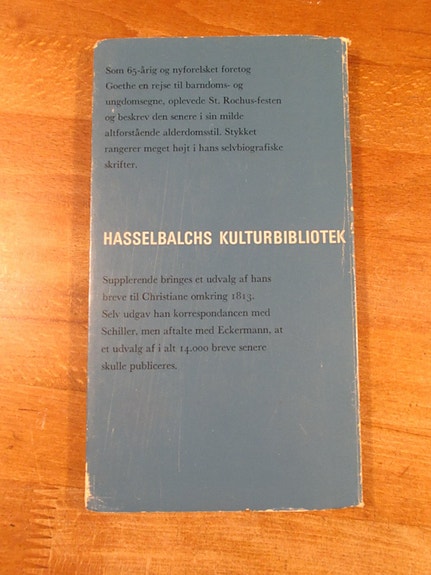 Som 65-årig og nyforelsket foretog
Goethe en rejse til barndoms- og
ungdomsegne, oplevede St. Rochus-festen
og beskrev den senere i sin milde
altforstående alderdomsstil. Stykket
rangerer meget højt i hans selvbiografiske
skrifter.
HASSELBALCHS KULTURBIBLIOTEK
Supplerende bringes et udvalg af hans
breve til Christiane omkring 1813.
Selv udgav han korrespondancen med
Schiller, men aftalte med Eckermann, at
et udvalg af i alt 14.000 breve senere
skulle publiceres.